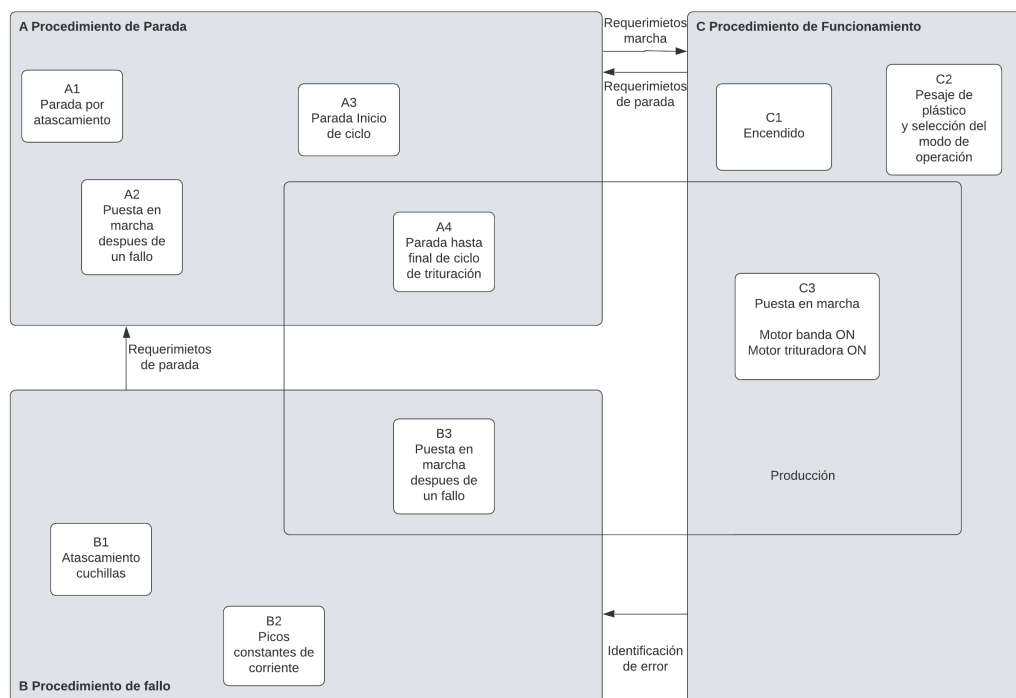 A Procedimiento de Parada
A1
Parada por
atascamiento
A3
Parada Inicio
de ciclo
A2
Puesta en
marcha
despues de
un fallo
A4
Parada hasta
final de ciclo
de trituración
Requerimietos
marcha
Requerimietos
de parada
C Procedimiento de Funcionamiento
C1
Encendido
C2
Pesaje de
plástico
y selección del
modo de
operación
C3
Puesta en marcha
Motor banda ON
Motor trituradora ON
Producción
Requerimietos
de parada
B3
Puesta en
marcha
despues de
un fallo
B1
Atascamiento
cuchillas
B2
Picos
constantes de
corriente
Identificación
de error
B Procedimiento de fallo